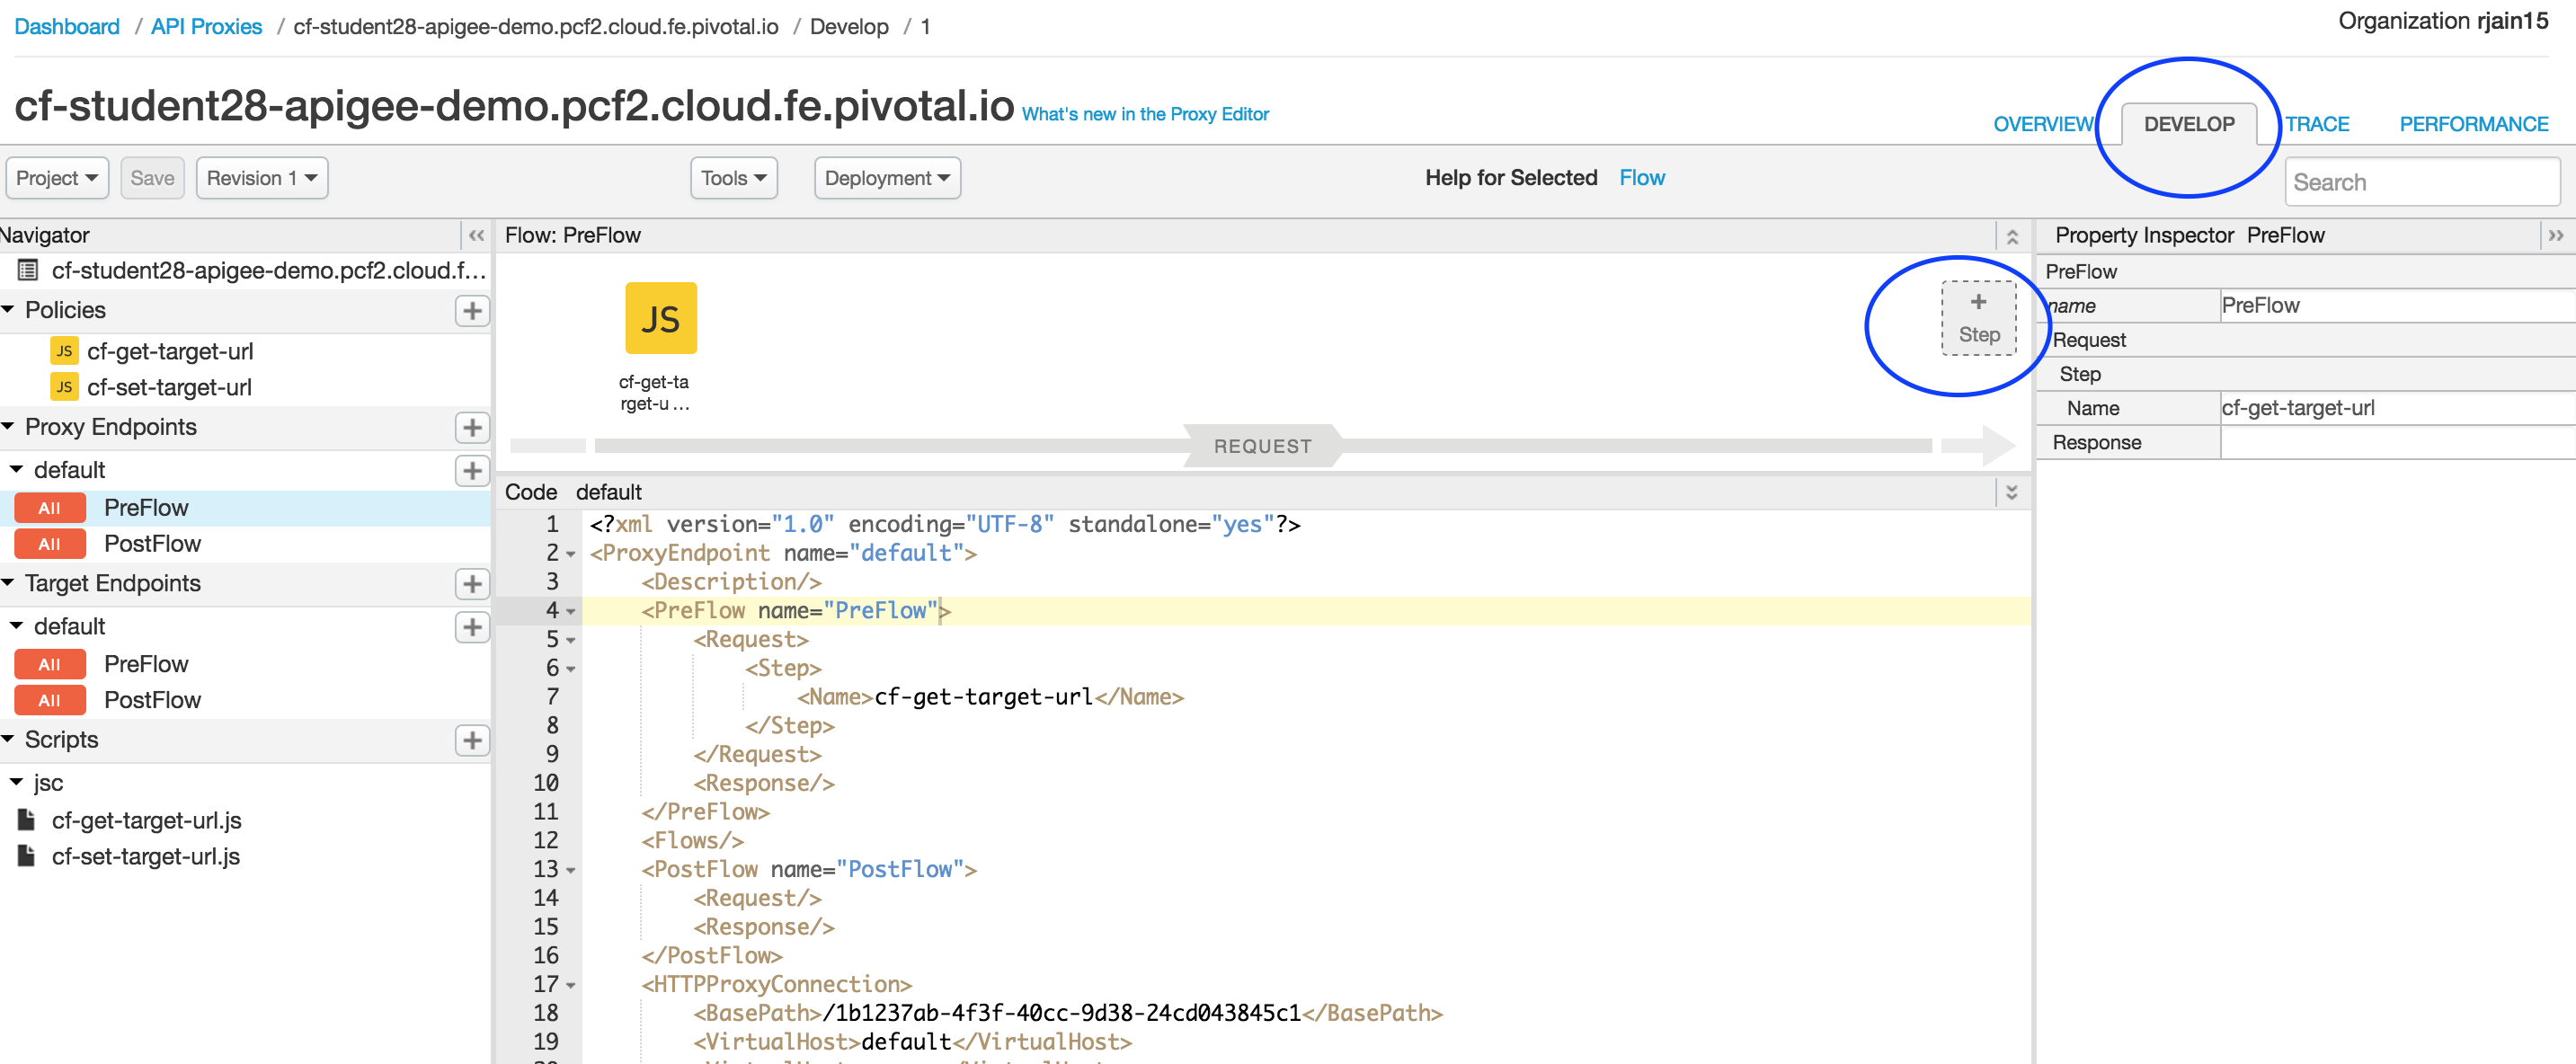 Dashboard / API Proxies / cf-student28-apigee-demo.pcf2.cloud.fe.pivotal.io / Develop / 1
Organization rjain15
cf-student28-apigee-demo.pcf2.cloud.fe.pivotal.io What's new in the Proxy Editor
OVERVIEW DEVELOP TRACE PERFORMANCE
Project Save Revision 1 Tools Deployment Help for Selected Flow Search
Navigator
cf-student28-apigee-demo.pcf2.cloud.f...
Policies
JS cf-get-target-url
JS cf-set-target-url
Proxy Endpoints
default
All PreFlow
All PostFlow
Target Endpoints
default
All PreFlow
All PostFlow
Scripts
jsc
cf-get-target-url.js
cf-set-target-url.js
Flow: PreFlow
JS
cf-get-ta
rget-u ...
+
Step
REQUEST
Code default
1 <?xml version="1.0" encoding="UTF-8" standalone="yes"?>
2 <ProxyEndpoint name="default">
3 <Description/>
4 <PreFlow name="PreFlow">
5 <Request>
6 <Step>
7 <Name>cf-get-target-url</Name>
8 </Step>
9 </Request>
10 <Response/>
11 </PreFlow>
12 <Flows/>
13 <PostFlow name="PostFlow">
14 <Request/>
15 <Response/>
16 </PostFlow>
17 <HTTPProxyConnection>
18 <BasePath>/1b1237ab-4f3f-40cc-9d38-24cd043845c1</BasePath>
19 <VirtualHost>default</VirtualHost>
Property Inspector PreFlow
PreFlow
name PreFlow
Request
Step
Name cf-get-target-url
Response